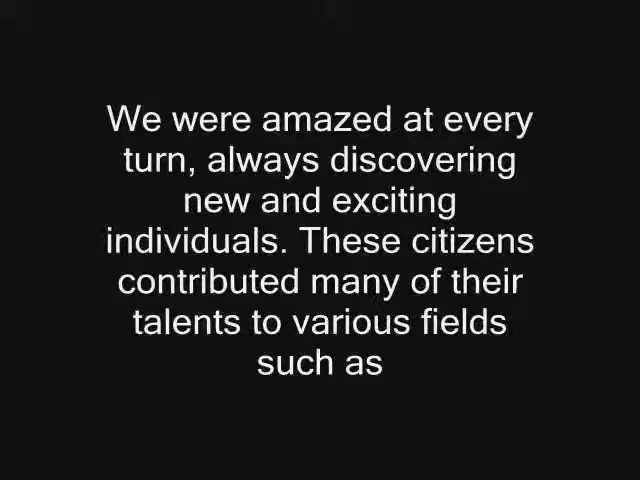 We were amazed at every
turn, always discovering
new and exciting
individuals. These citizens
contributed many of their
talents to various fields
such as